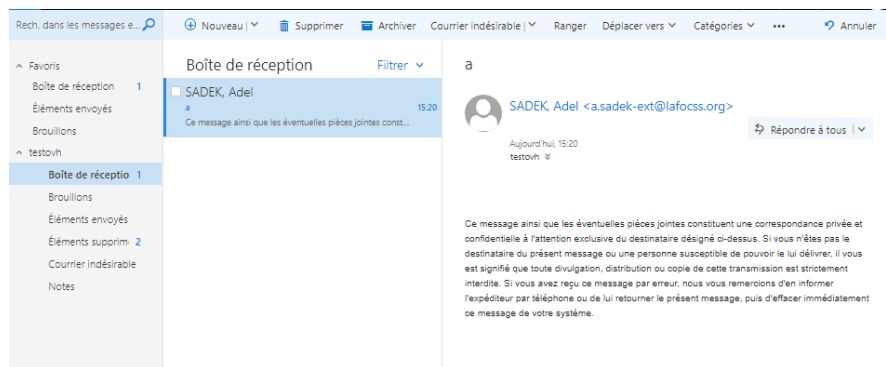 Rech. dans les messages e...
Nouveau | Supprimer Archiver Courrier indésirable | Ranger Déplacer vers Catégories ... Annuler
Favoris
Boîte de réception 1
Éléments envoyés
Brouillons
testovh
Boîte de réceptio 1
Brouillons
Éléments envoyés
Éléments supprim 2
Courrier indésirable
Notes
Boîte de réception Filtrer
SADEK, Adel
a 15:20
Ce message ainsi que les éventuelles pièces jointes const...
a
SADEK, Adel <a.sadek-ext@lafocss.org>
Répondre à tous |
Aujourd'hui, 15:20
testovh
Ce message ainsi que les éventuelles pièces jointes constituent une correspondance privée et
confidentielle à l'attention exclusive du destinataire désigné ci-dessus. Si vous n'êtes pas le
destinataire du présent message ou une personne susceptible de pouvoir le lui délivrer, il vous
est signifié que toute divulgation, distribution ou copie de cette transmission est strictement
interdite. Si vous avez reçu ce message par erreur, nous vous remercions d'en informer
l'expéditeur par téléphone ou de lui retourner le présent message, puis d'effacer immédiatement
ce message de votre système.